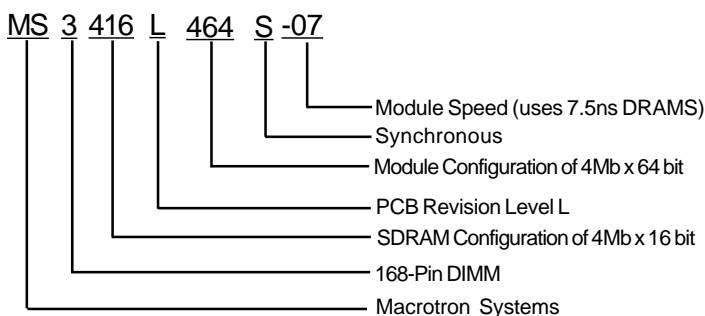 MS 3 416 L 464 S -07
Module Speed (uses 7.5ns DRAMS)
Synchronous
Module Configuration of 4Mb x 64 bit
PCB Revision Level L
SDRAM Configuration of 4Mb x 16 bit
168-Pin DIMM
Macrotron Systems